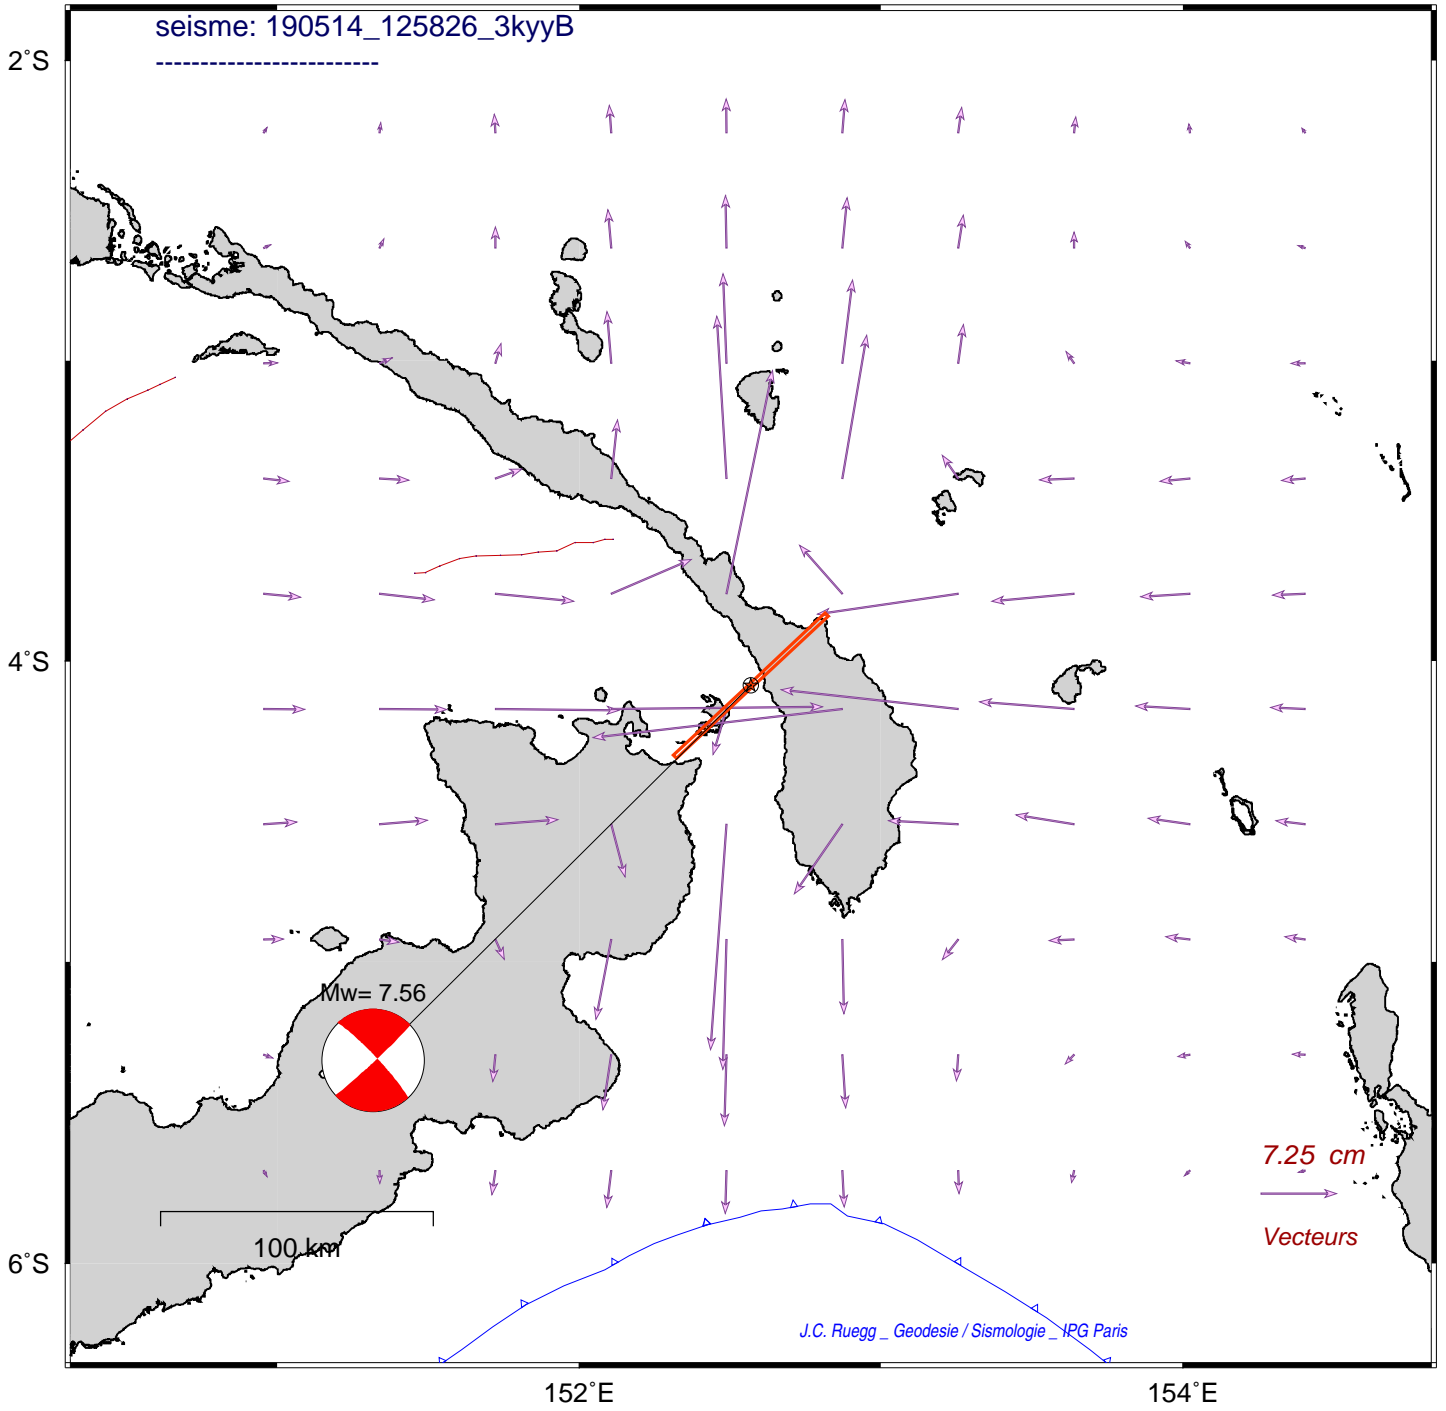 seisme: 190514_125826_3kyyB
-------------------------
2˚S
4˚S
Mw= 7.56
7.25 cm
Vecteurs
100 km
6˚S
J.C. Ruegg _ Geodesie / Sismologie _ IPG Paris
152˚E
154˚E